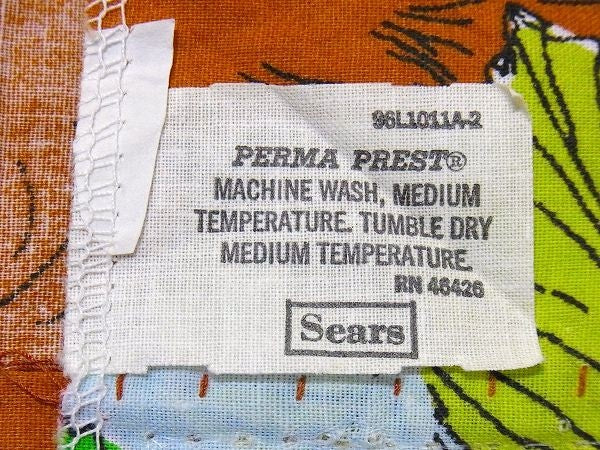 96L1011A-2
PERMA PREST®
MACHINE WASH, MEDIUM
TEMPERATURE. TUMBLE DRY
MEDIUM TEMPERATURE.
RN 46426
Sears